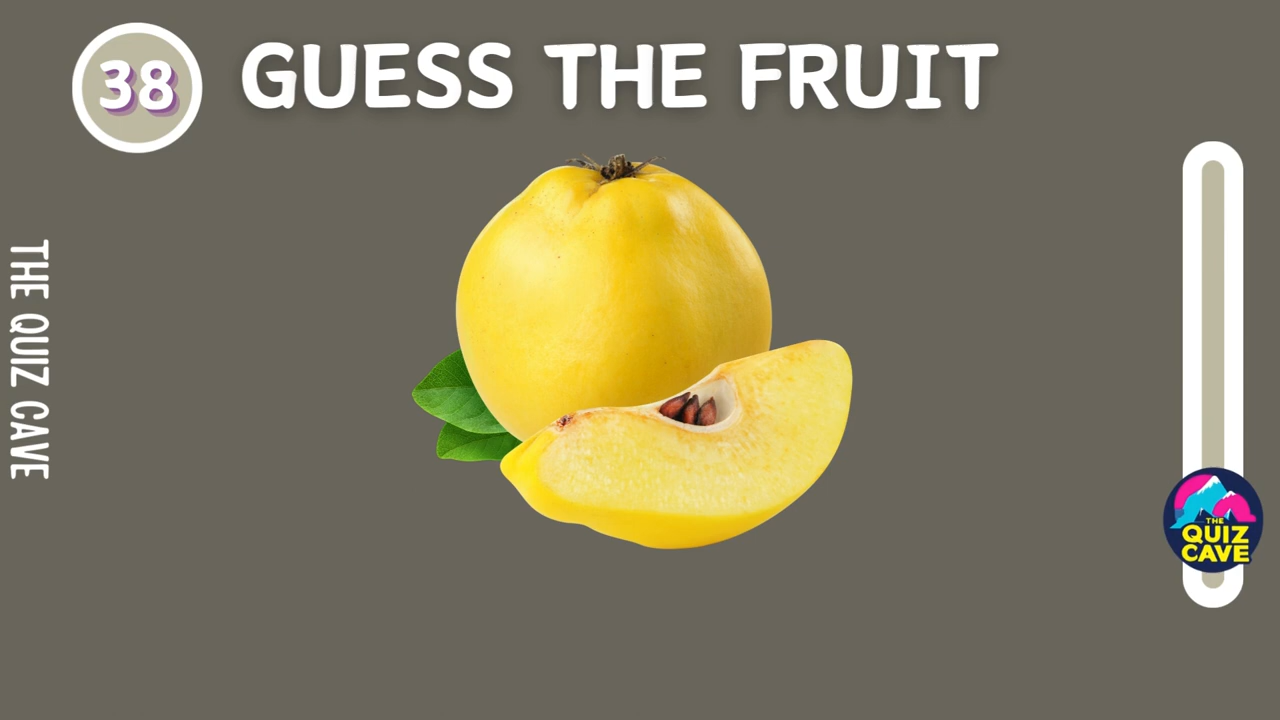 38
GUESS THE FRUIT
THE QUIZ CAVE
THE
QUIZ
CAVE